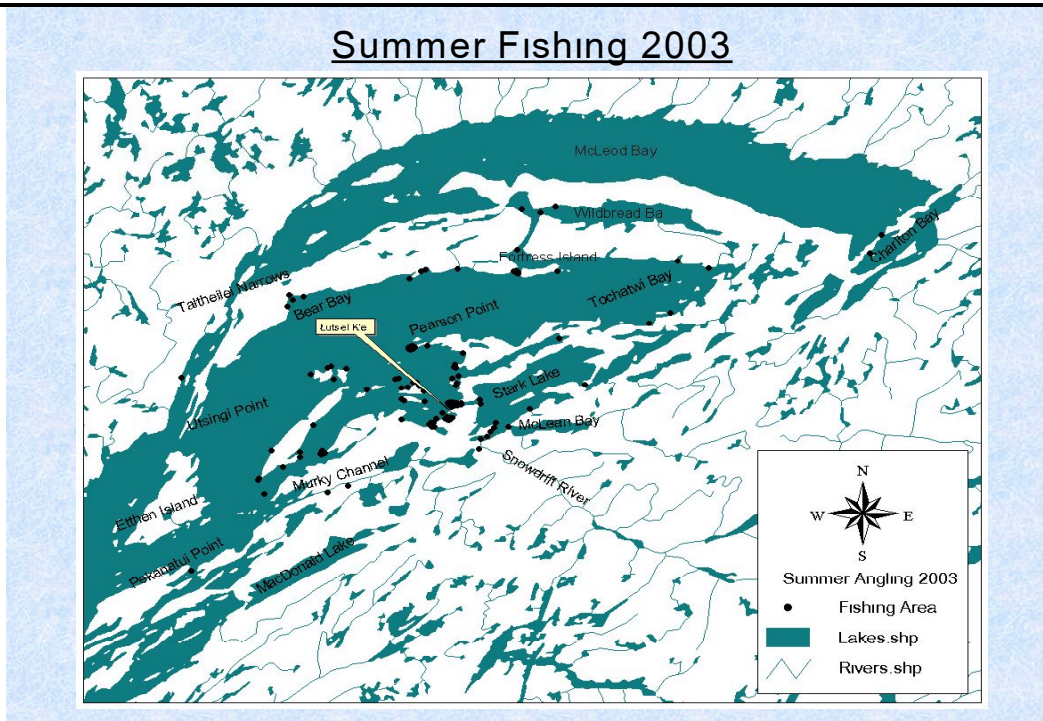 Summer Fishing 2003
McLeod Bay
Wildbread Ba
Charlton Bay
Fortress Island
Taltheilei Narrows
Bear Bay
Tochatwi Bay
Pearson Point
Łutsel K'e
Stark Lake
Utsingi Point
McLean Bay
Murky Channel
Snowdrift River
Etthen Island
Pekanatui Point
MacDonald Lake
N
W E
S
Summer Angling 2003
Fishing Area
Lakes.shp
Rivers.shp